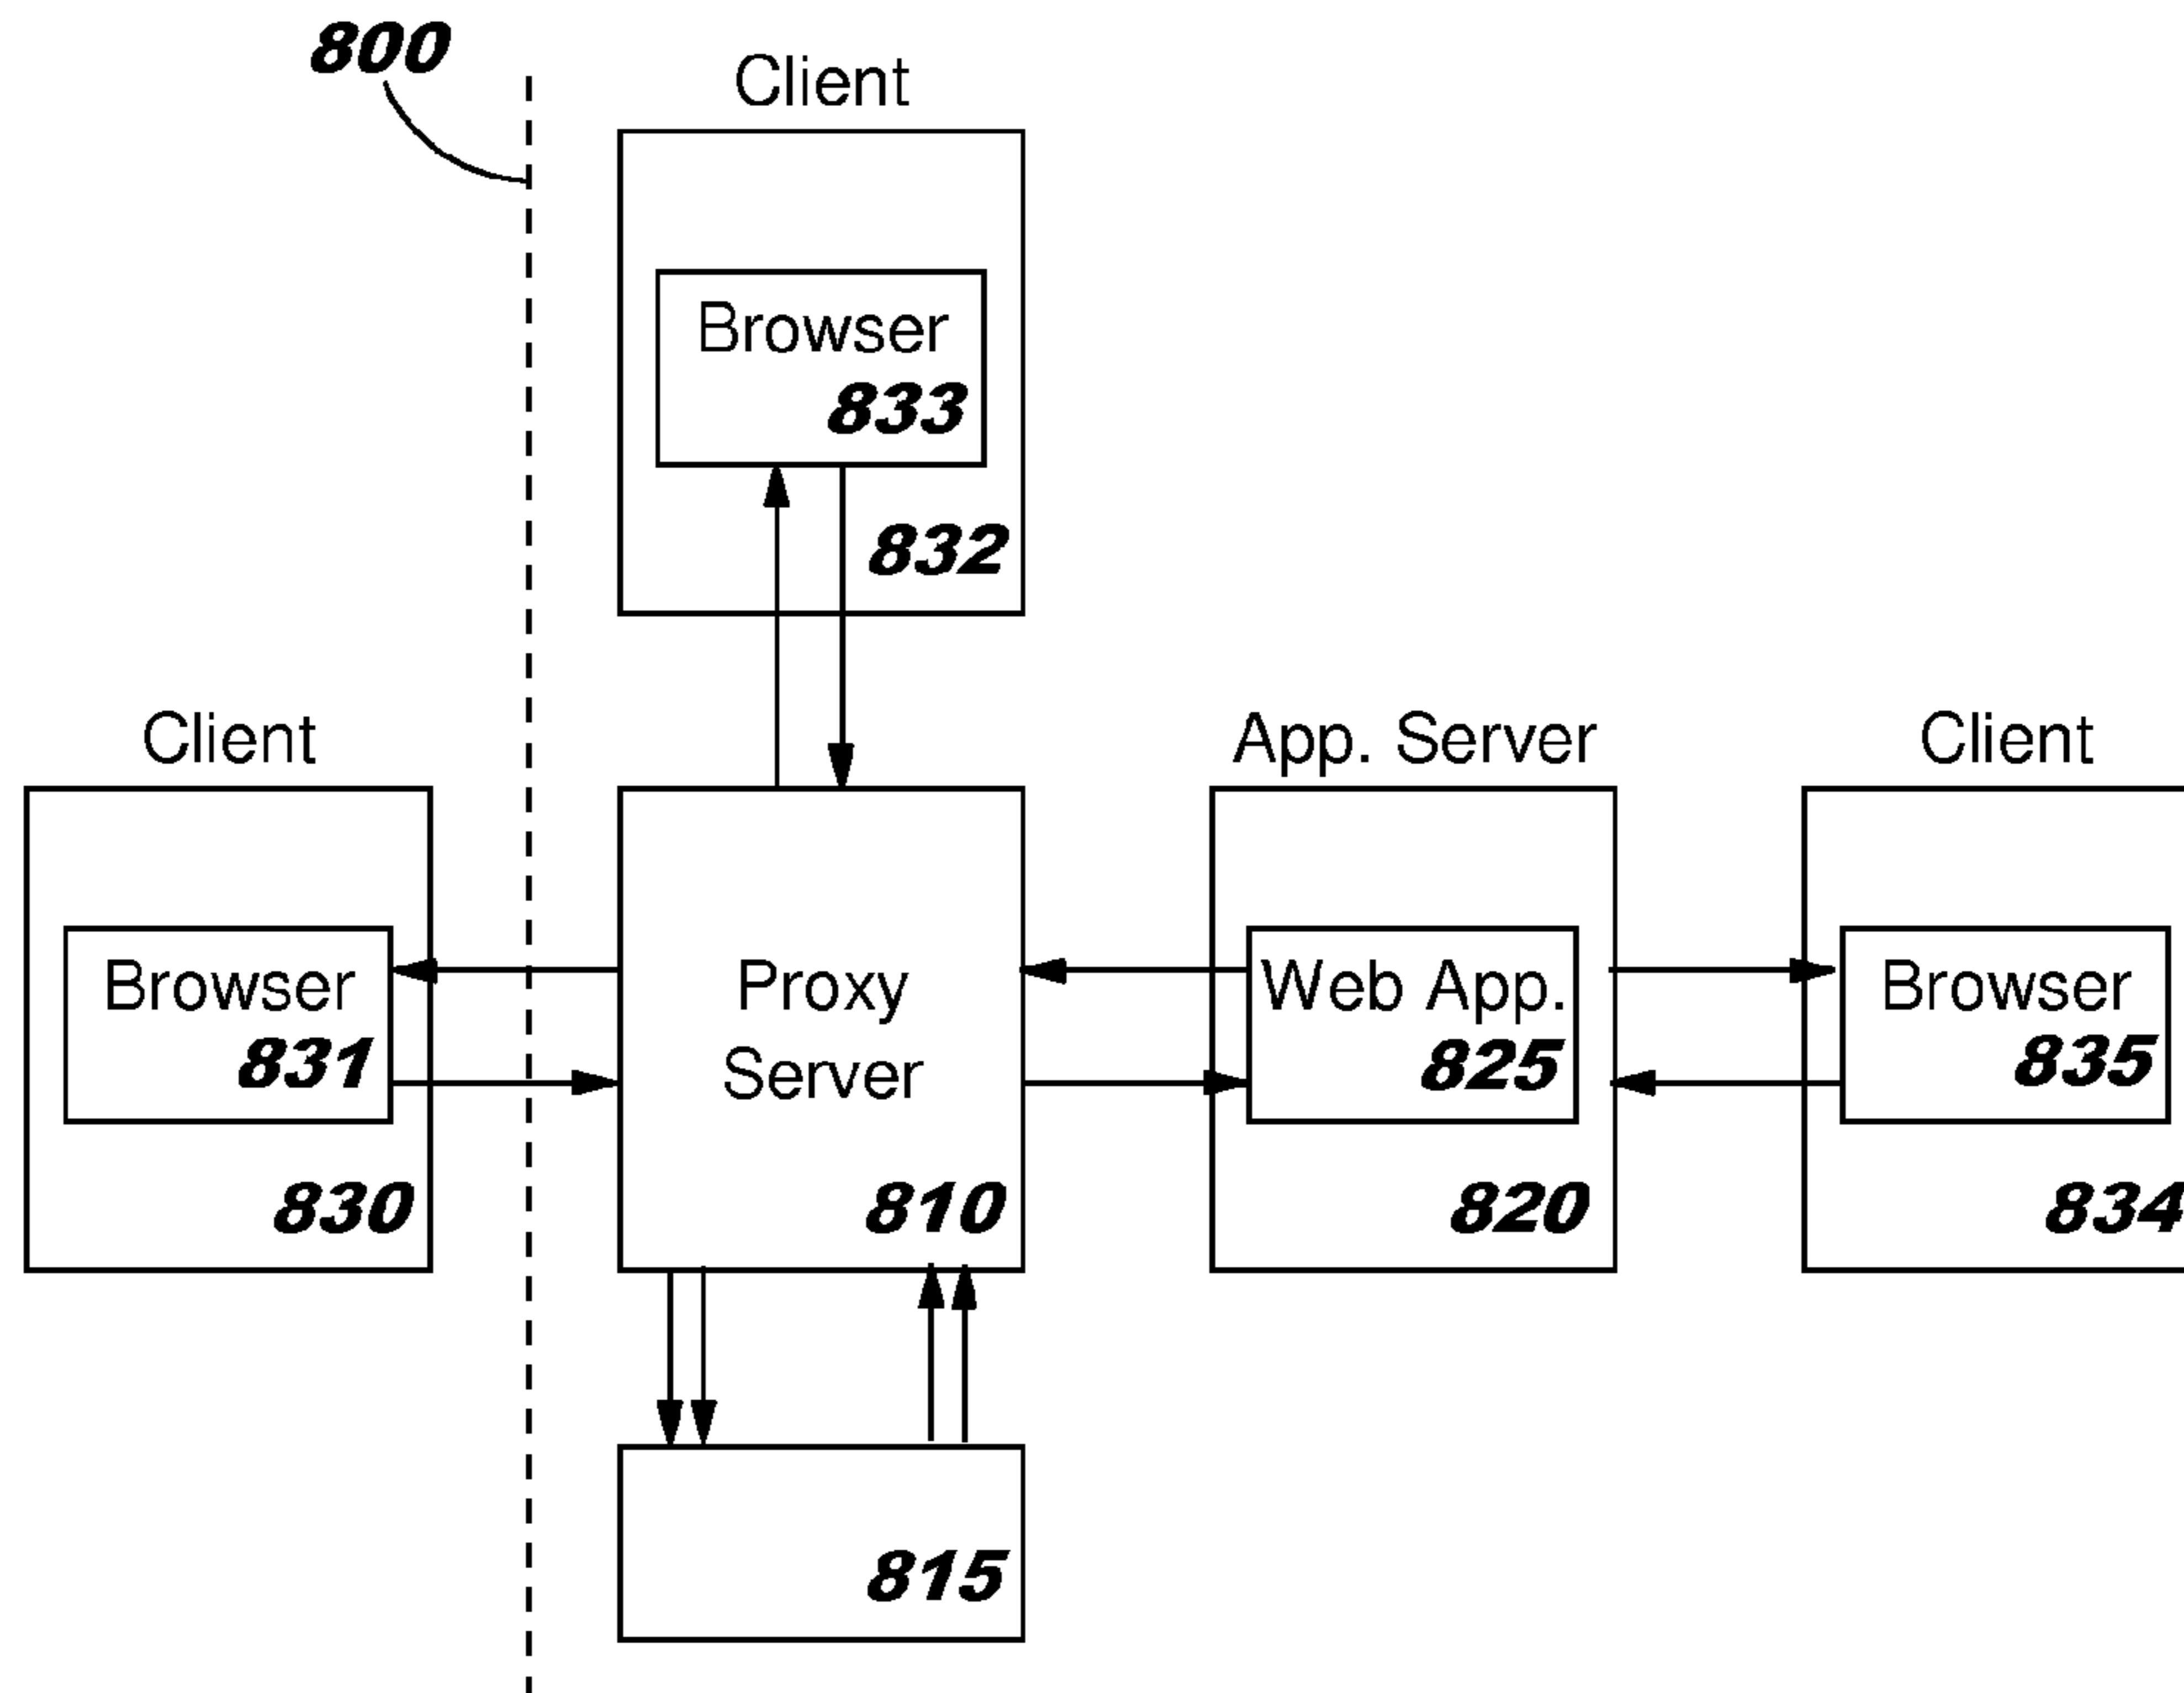 800
Client
Browser
833
832
Client
App. Server
Client
Browser
831
830
Proxy
Server
810
Web App.
825
820
Browser
835
834
815